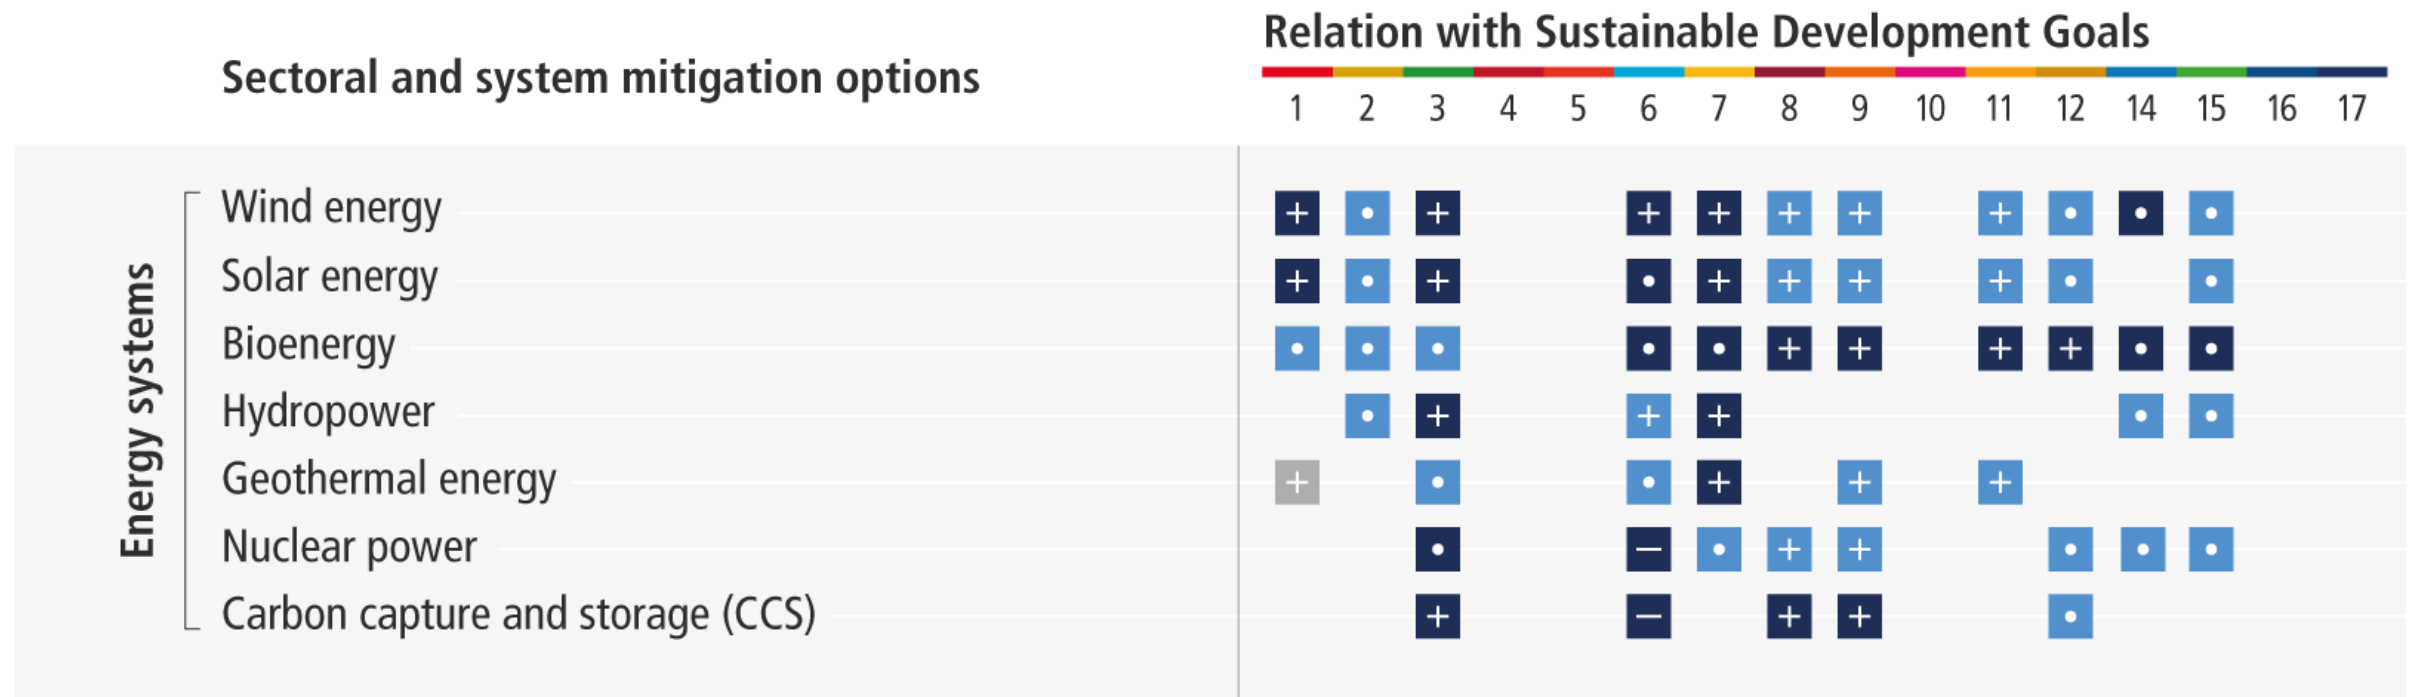 Relation with Sustainable Development Goals
Sectoral and system mitigation options
1 2 3 4 5 6 7 8 9 10 11 12 14 15 16 17
Energy systems
Wind energy + • + + + + + + • • •
Solar energy + • + • + + + + • •
Bioenergy • • • • • + + + + • •
Hydropower • + + + • •
Geothermal energy + • • + + +
Nuclear power • − • + + • • •
Carbon capture and storage (CCS) + − + + •